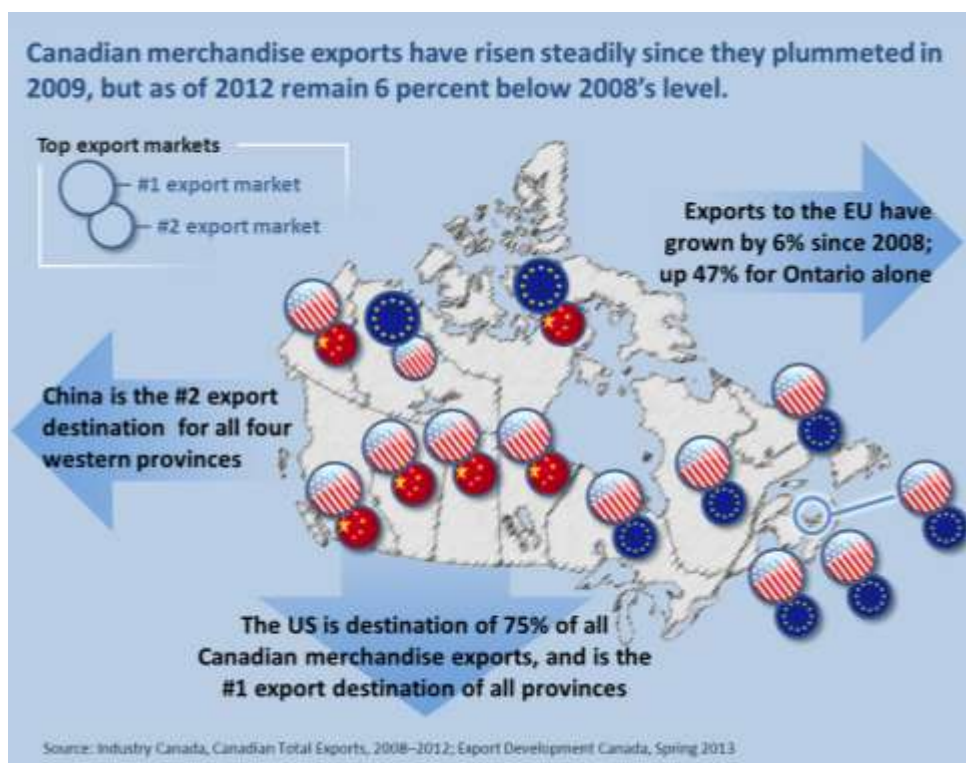 Canadian merchandise exports have risen steadily since they plummeted in
2009, but as of 2012 remain 6 percent below 2008's level.
Top export markets
#1 export market
#2 export market
Exports to the EU have
grown by 6% since 2008;
up 47% for Ontario alone
China is the #2 export
destination for all four
western provinces
The US is destination of 75% of all
Canadian merchandise exports, and is the
#1 export destination of all provinces
Source: Industry Canada, Canadian Total Exports, 2008–2012; Export Development Canada, Spring 2013